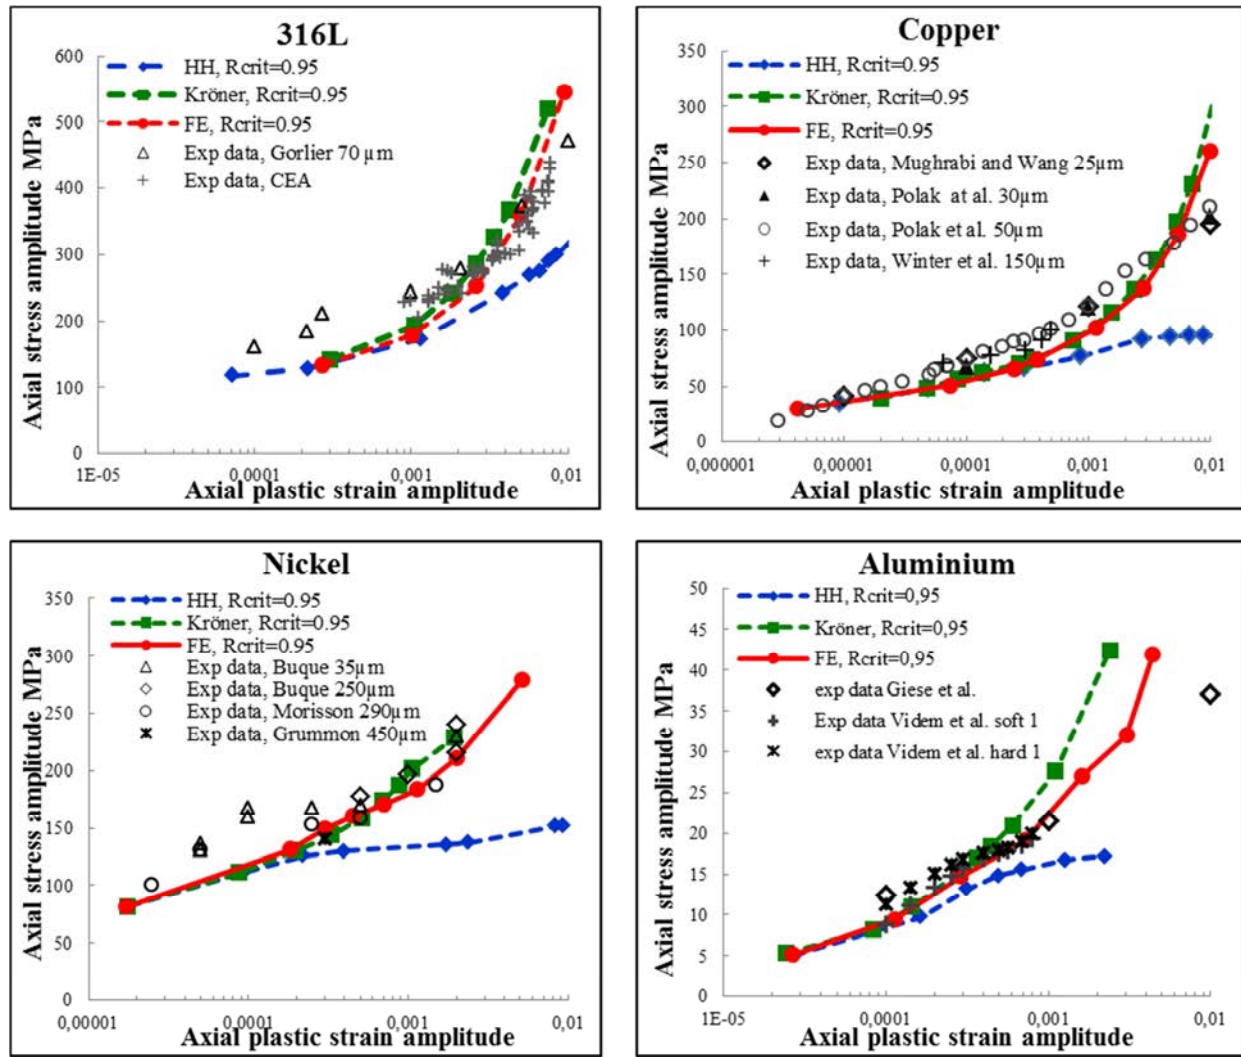 316L
600
500
400
300
200
100
0
Axial stress amplitude MPa
HH, Rcrit=0.95
Kröner, Rcrit=0.95
FE, Rcrit=0.95
Exp data, Gorlier 70 µm
Exp data, CEA
1E-05
0,0001
0,001
0,01
Axial plastic strain amplitude
Copper
350
300
250
200
150
100
50
0
Axial stress amplitude MPa
HH, Rcrit=0.95
Kröner, Rcrit=0.95
FE, Rcrit=0.95
Exp data, Mughrabi and Wang 25µm
Exp data, Polak at al. 30µm
Exp data, Polak et al. 50µm
Exp data, Winter et al. 150µm
0,000001
0,00001
0,0001
0,001
0,01
Axial plastic strain amplitude
Nickel
350
300
250
200
150
100
50
0
Axial stress amplitude MPa
HH, Rcrit=0.95
Kröner, Rcrit=0.95
FE, Rcrit=0.95
Exp data, Buque 35µm
Exp data, Buque 250µm
Exp data, Morisson 290µm
Exp data, Grummon 450µm
0,00001
0,0001
0,001
0,01
Axial plastic strain amplitude
Aluminium
50
45
40
35
30
25
20
15
10
5
0
Axial stress amplitude MPa
HH, Rcrit=0,95
Kröner, Rcrit=0,95
FE, Rcrit=0,95
exp data Giese et al.
Exp data Videm et al. soft 1
exp data Videm et al. hard 1
1E-05
0,0001
0,001
0,01
Axial plastic strain amplitude